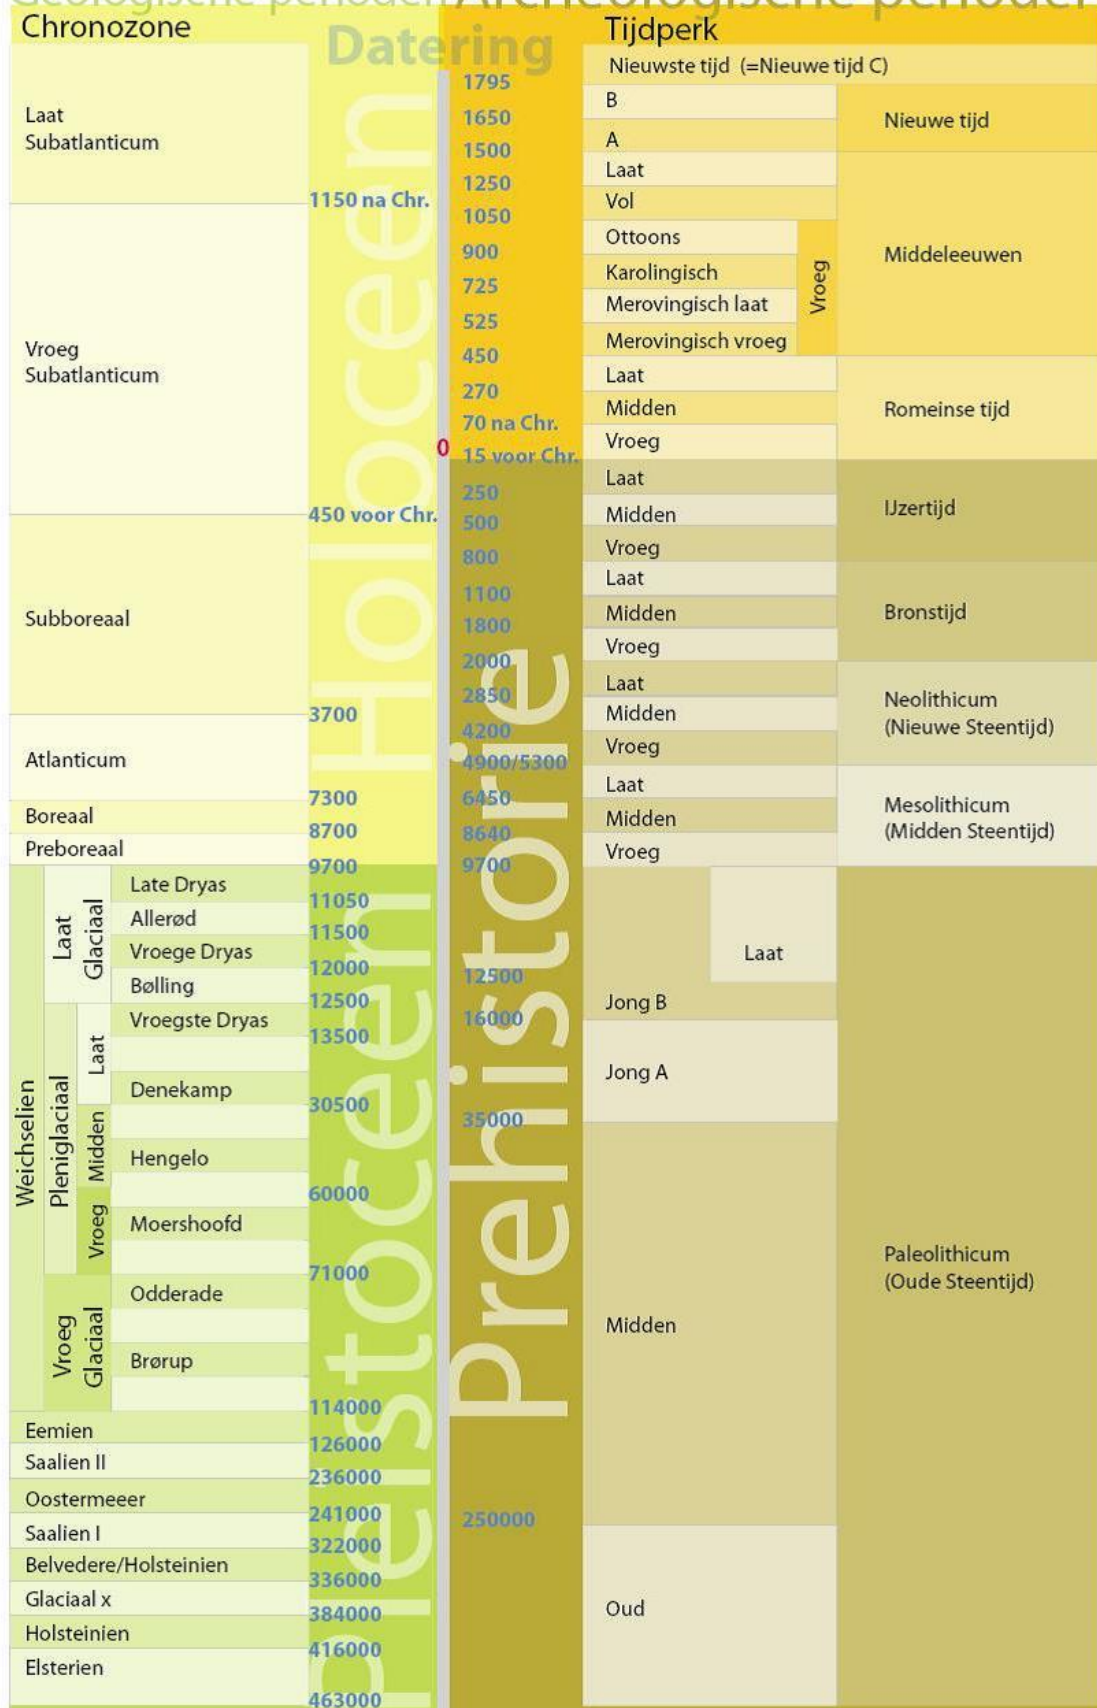 Geologische perioden Archeologische perioden
Chronozone
Datering
Tijdperk
Laat
Subatlanticum
1150 na Chr.
Vroeg
Subatlanticum
450 voor Chr.
Subboreaal
3700
Atlanticum
7300
Boreaal
8700
Preboreaal
9700
Holoceen
Weichselien
Laat
Glaciaal
Late Dryas
11050
Allerød
11500
Vroege Dryas
12000
Bølling
12500
Pleniglaciaal
Laat
Vroegste Dryas
13500
Denekamp
30500
Midden
Hengelo
60000
Vroeg
Moershoofd
71000
Vroeg
Glaciaal
Odderade
Brørup
114000
Eemien
126000
Saalien II
236000
Oostermeeer
241000
Saalien I
322000
Belvedere/Holsteinien
336000
Glaciaal x
384000
Holsteinien
416000
Elsterien
463000
Pleistoceen
0
Nieuwste tijd (=Nieuwe tijd C)
1795
B
1650
A
1500
Nieuwe tijd
Laat
1250
Vol
1050
Ottoons
900
Karolingisch
725
Merovingisch laat
525
Merovingisch vroeg
450
Vroeg
Middeleeuwen
Laat
270
Midden
70 na Chr.
Vroeg
15 voor Chr.
Romeinse tijd
Laat
250
Midden
500
Vroeg
800
IJzertijd
Laat
1100
Midden
1800
Vroeg
2000
Bronstijd
Laat
2850
Midden
4200
Vroeg
4900/5300
Neolithicum
(Nieuwe Steentijd)
Laat
6450
Midden
8640
Vroeg
9700
Mesolithicum
(Midden Steentijd)
Laat
12500
Jong B
16000
Jong A
35000
Midden
250000
Oud
Paleolithicum
(Oude Steentijd)
Prehistorie